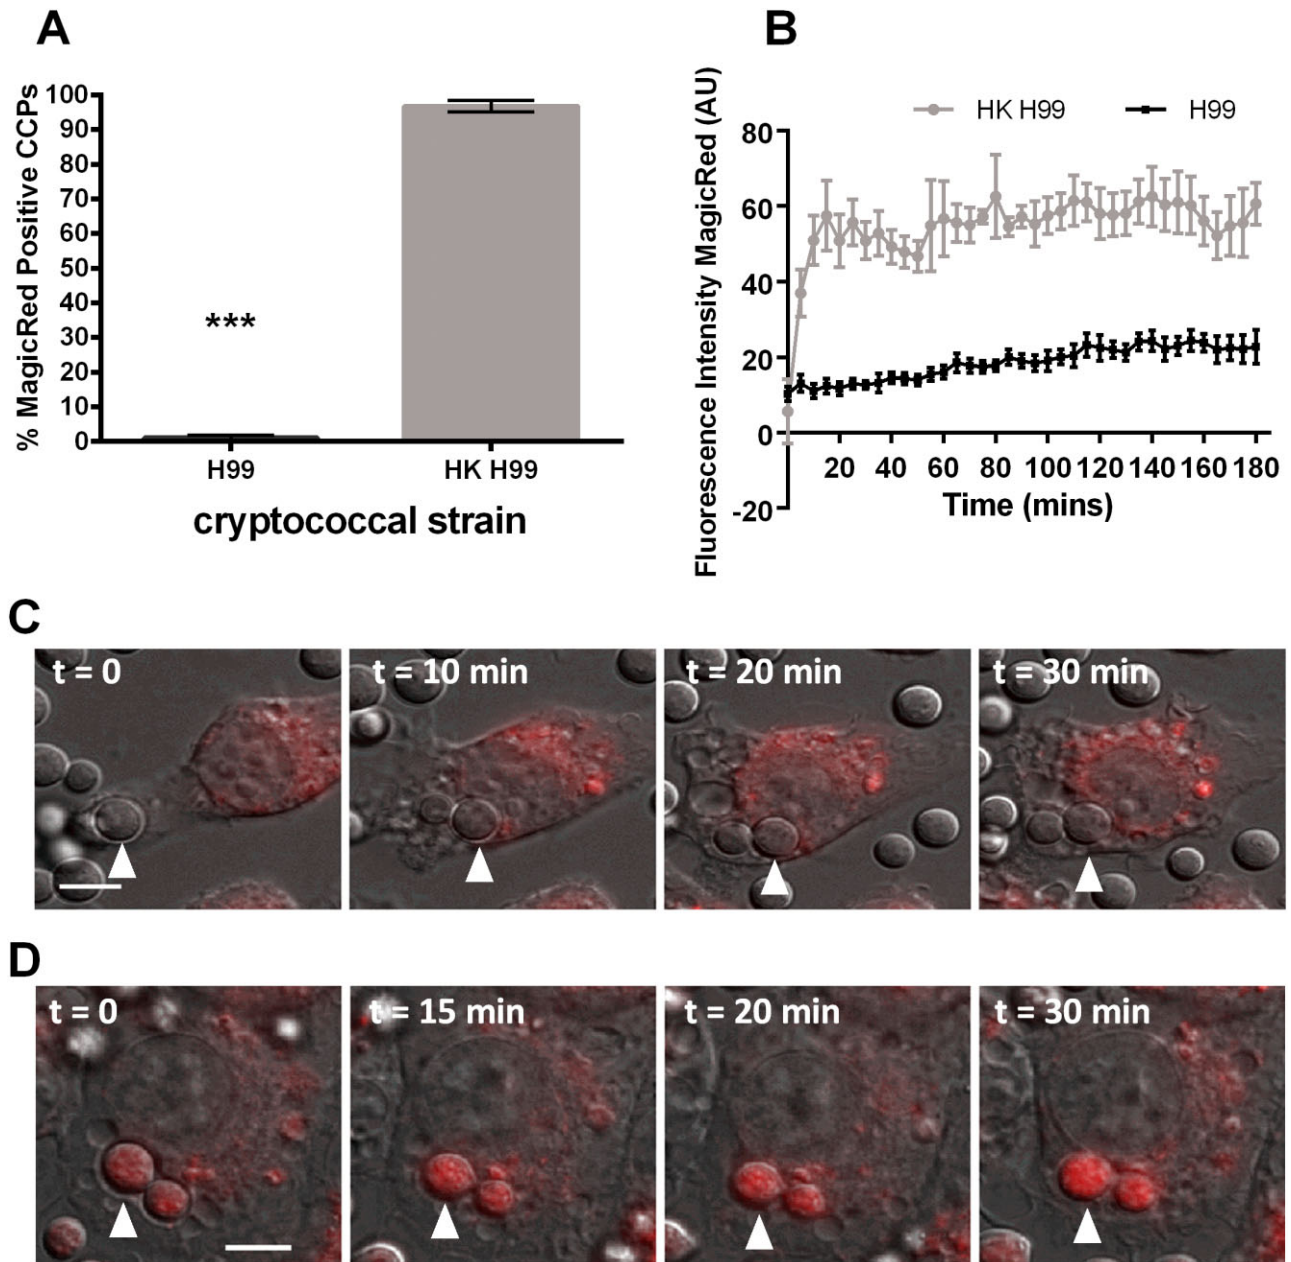 A
% MagicRed Positive CCPs
100
90
80
70
60
50
40
30
20
10
0
***
H99
HK H99
cryptococcal strain
B
Fluorescence Intensity MagicRed (AU)
HK H99
H99
80
60
40
20
0
-20
20 40 60 80 100 120 140 160 180
Time (mins)
C
t = 0
t = 10 min
t = 20 min
t = 30 min
D
t = 0
t = 15 min
t = 20 min
t = 30 min